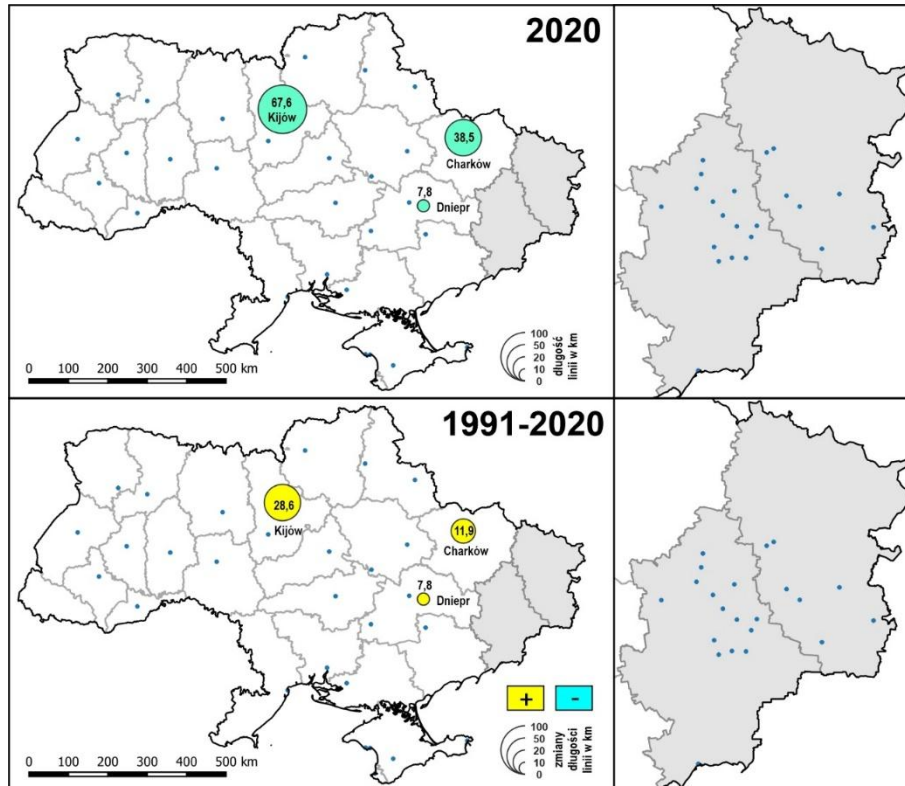 2020
67,6
Kijów
38,5
Charków
7,8
Dniepr
100
50
20
10
0
długość
linii w km
0 100 200 300 400 500 km
1991-2020
28,6
Kijów
11,9
Charków
7,8
Dniepr
+ -
100
50
20
10
0
zmiany
długości
linii w km
0 100 200 300 400 500 km